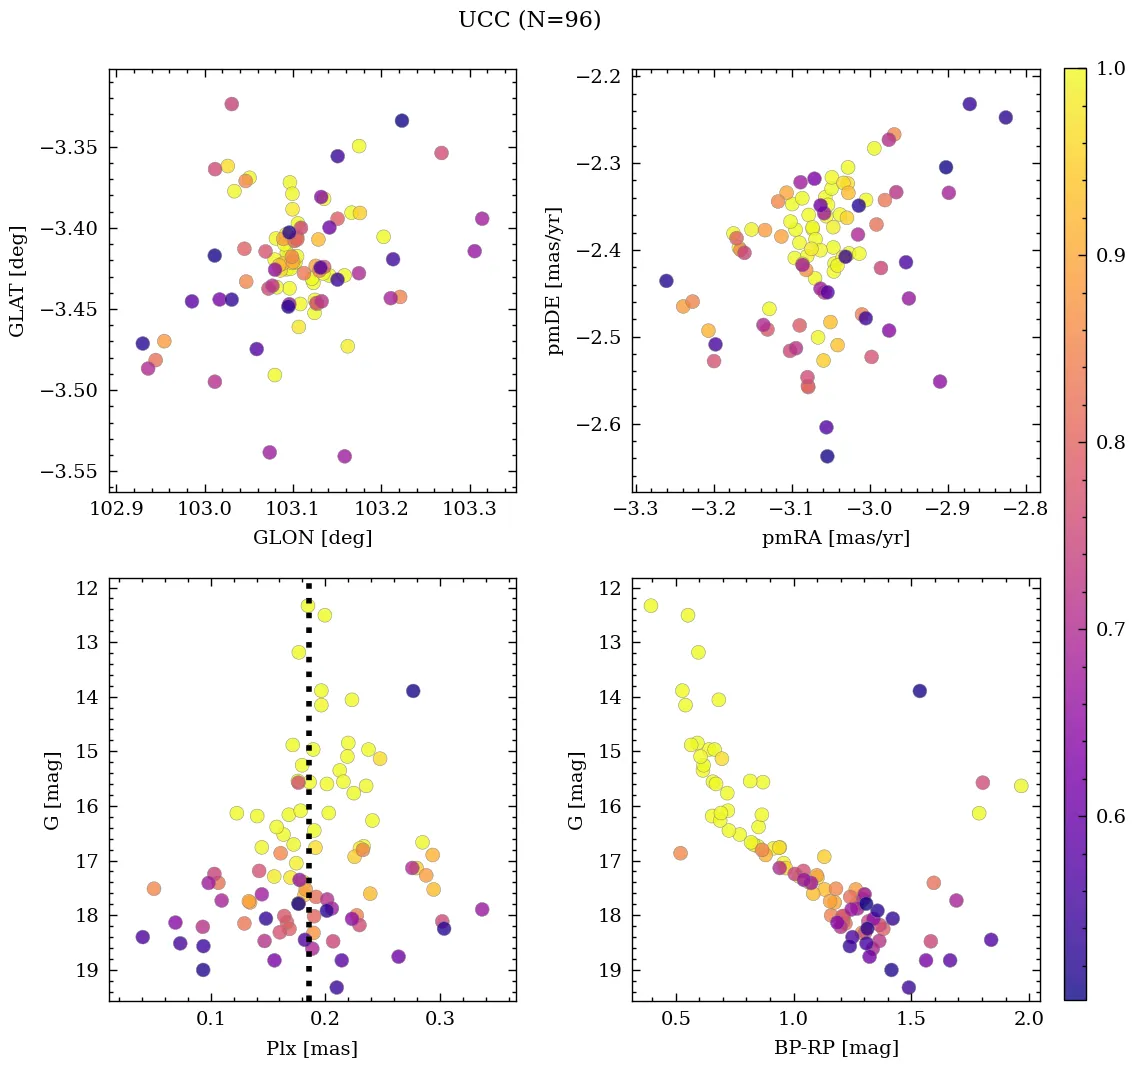 UCC (N=96)
−3.35
−3.40
−3.45
−3.50
−3.55
GLAT [deg]
102.9 103.0 103.1 103.2 103.3
GLON [deg]
−2.2
−2.3
−2.4
−2.5
−2.6
pmDE [mas/yr]
−3.3 −3.2 −3.1 −3.0 −2.9 −2.8
pmRA [mas/yr]
12
13
14
15
16
17
18
19
G [mag]
0.1 0.2 0.3
Plx [mas]
12
13
14
15
16
17
18
19
G [mag]
0.5 1.0 1.5 2.0
BP-RP [mag]
1.0
0.9
0.8
0.7
0.6